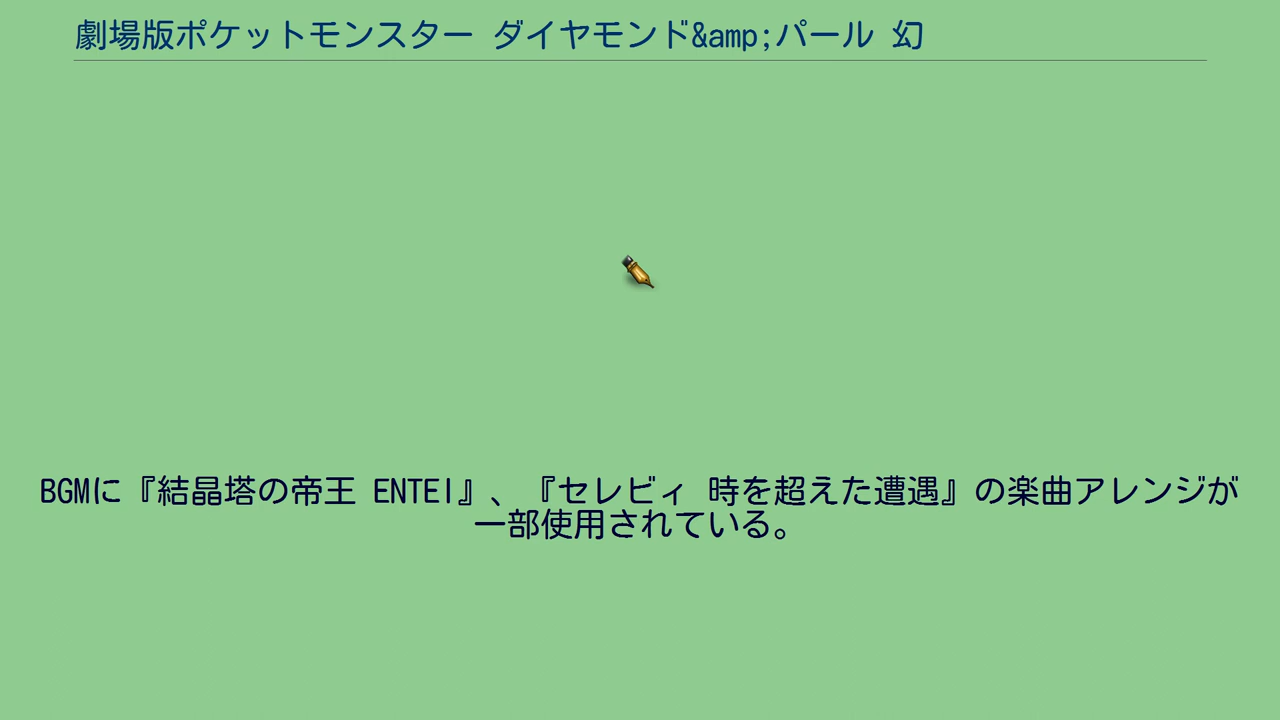 劇場版ポケットモンスター ダイヤモンド&amp;パール 幻
BGMに『結晶塔の帝王 ENTEI』、『セレビィ 時を超えた遭遇』の楽曲アレンジが
一部使用されている。